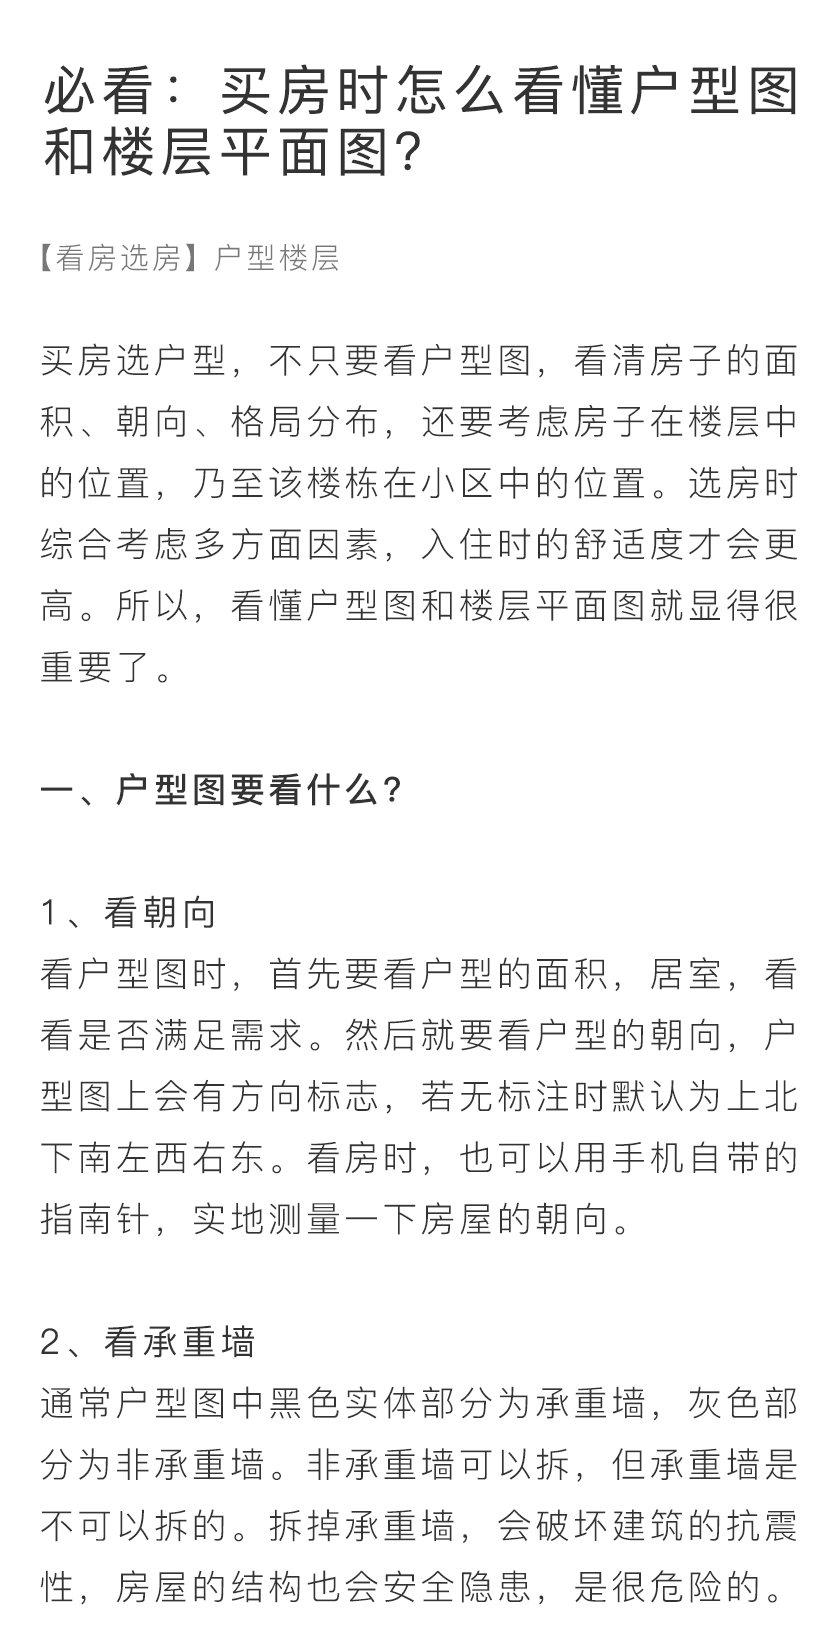 必看：买房时怎么看懂户型图
和楼层平面图？
【看房选房】户型楼层
买房选户型，不只要看户型图，看清房子的面
积、朝向、格局分布，还要考虑房子在楼层中
的位置，乃至该楼栋在小区中的位置。选房时
综合考虑多方面因素，入住时的舒适度才会更
高。所以，看懂户型图和楼层平面图就显得很
重要了。
一、户型图要看什么？
1、看朝向
看户型图时，首先要看户型的面积，居室，看
看是否满足需求。然后就要看户型的朝向，户
型图上会有方向标志，若无标注时默认为上北
下南左西右东。看房时，也可以用手机自带的
指南针，实地测量一下房屋的朝向。
2、看承重墙
通常户型图中黑色实体部分为承重墙，灰色部
分为非承重墙。非承重墙可以拆，但承重墙是
不可以拆的。拆掉承重墙，会破坏建筑的抗震
性，房屋的结构也会安全隐患，是很危险的。